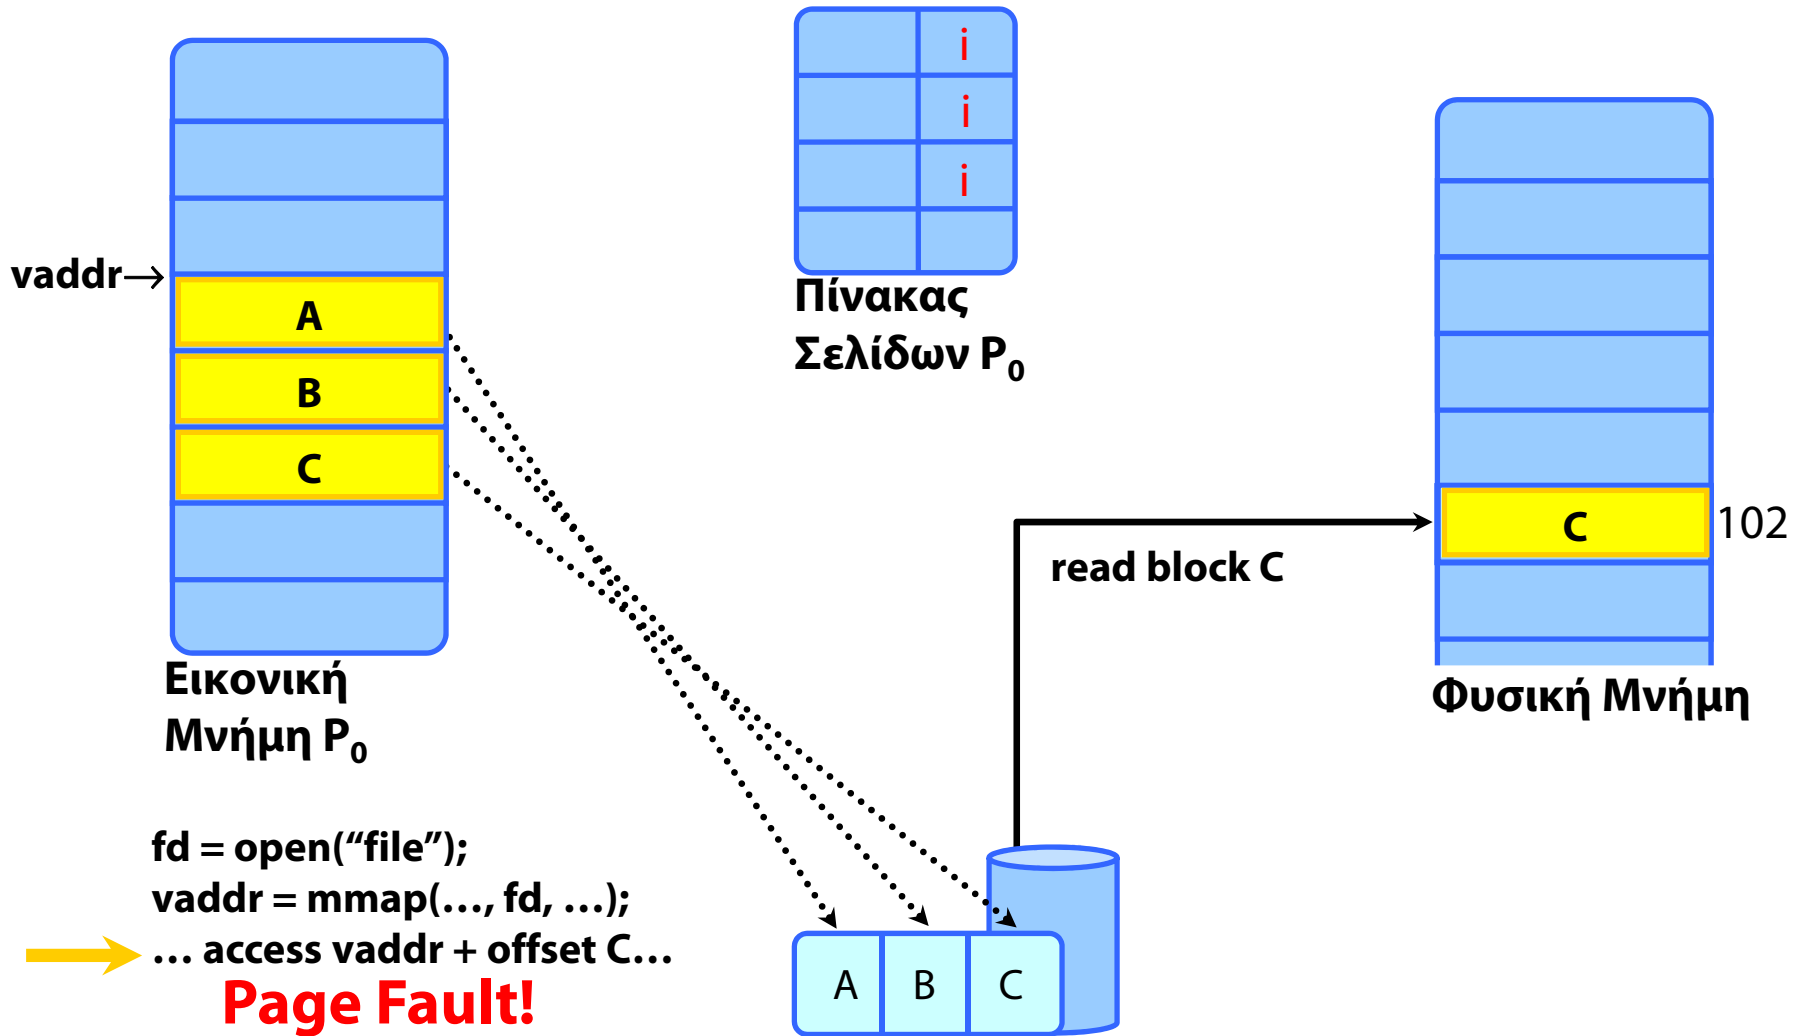 i
i
i
vaddr→
A
B
C
Πίνακας
Σελίδων P₀
C
102
read block C
Εικονική
Μνήμη P₀
Φυσική Μνήμη
fd = open(“file”);
vaddr = mmap(…, fd, …);
… access vaddr + offset C…
Page Fault!
A B C